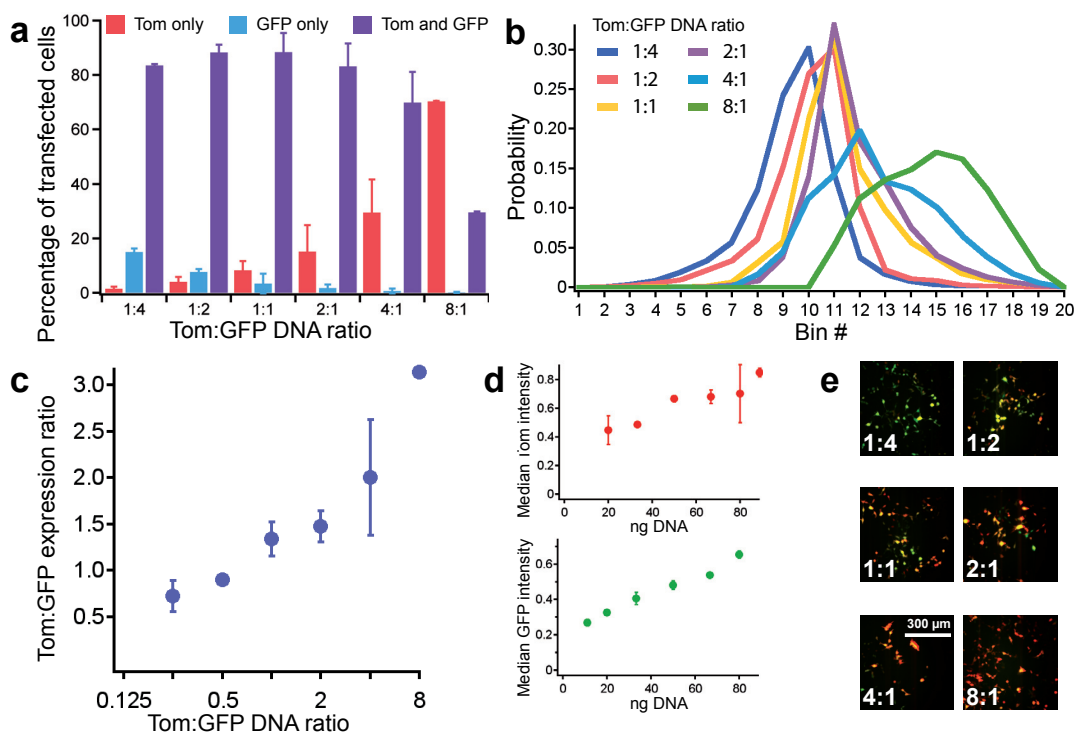 a
Tom only
GFP only
Tom and GFP
Percentage of transfected cells
100
80
60
40
20
0
1:4
1:2
1:1
2:1
4:1
8:1
Tom:GFP DNA ratio
b
Tom:GFP DNA ratio
1:4
2:1
1:2
4:1
1:1
8:1
Probability
0.30
0.25
0.20
0.15
0.10
0.05
0
1 2 3 4 5 6 7 8 9 10 11 12 13 14 15 16 17 18 19 20
Bin #
c
Tom:GFP expression ratio
3.0
2.5
2.0
1.5
1.0
0.5
0.125
0.5
2
8
Tom:GFP DNA ratio
d
Median Tom intensity
0.8
0.6
0.4
0.2
0
0 20 40 60 80
ng DNA
Median GFP intensity
0.6
0.4
0.2
0
0 20 40 60 80
ng DNA
e
1:4
1:2
1:1
2:1
300 µm
4:1
8:1